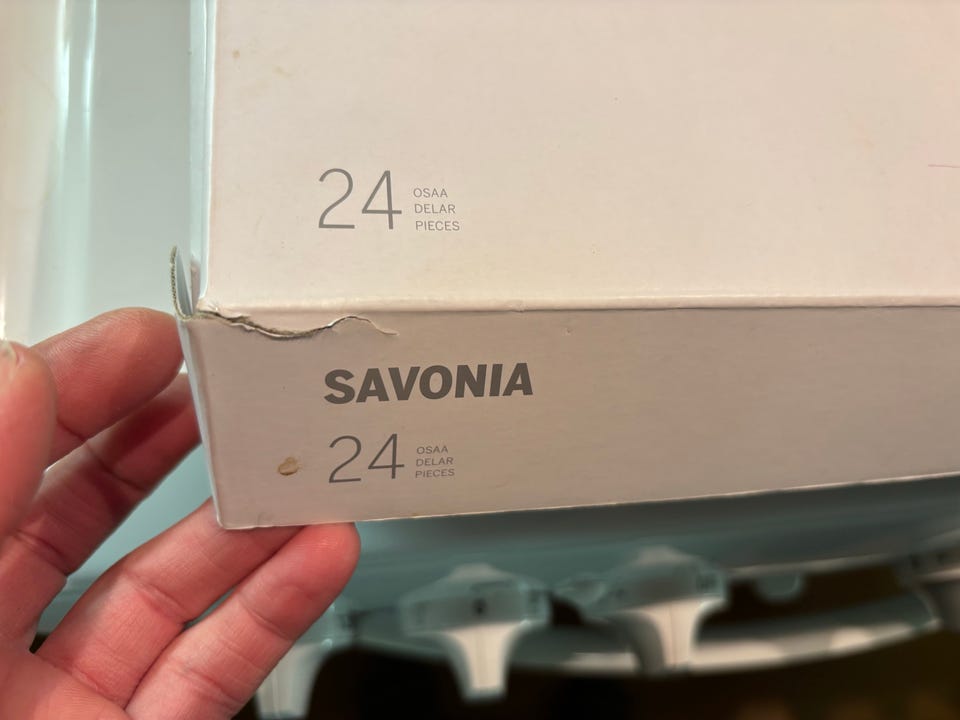 24 OSAA
DELAR
PIECES
SAVONIA
24 OSAA
DELAR
PIECES